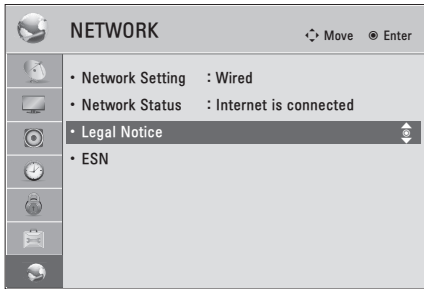 NETWORK Move Enter
• Network Setting : Wired
• Network Status : Internet is connected
• Legal Notice
• ESN